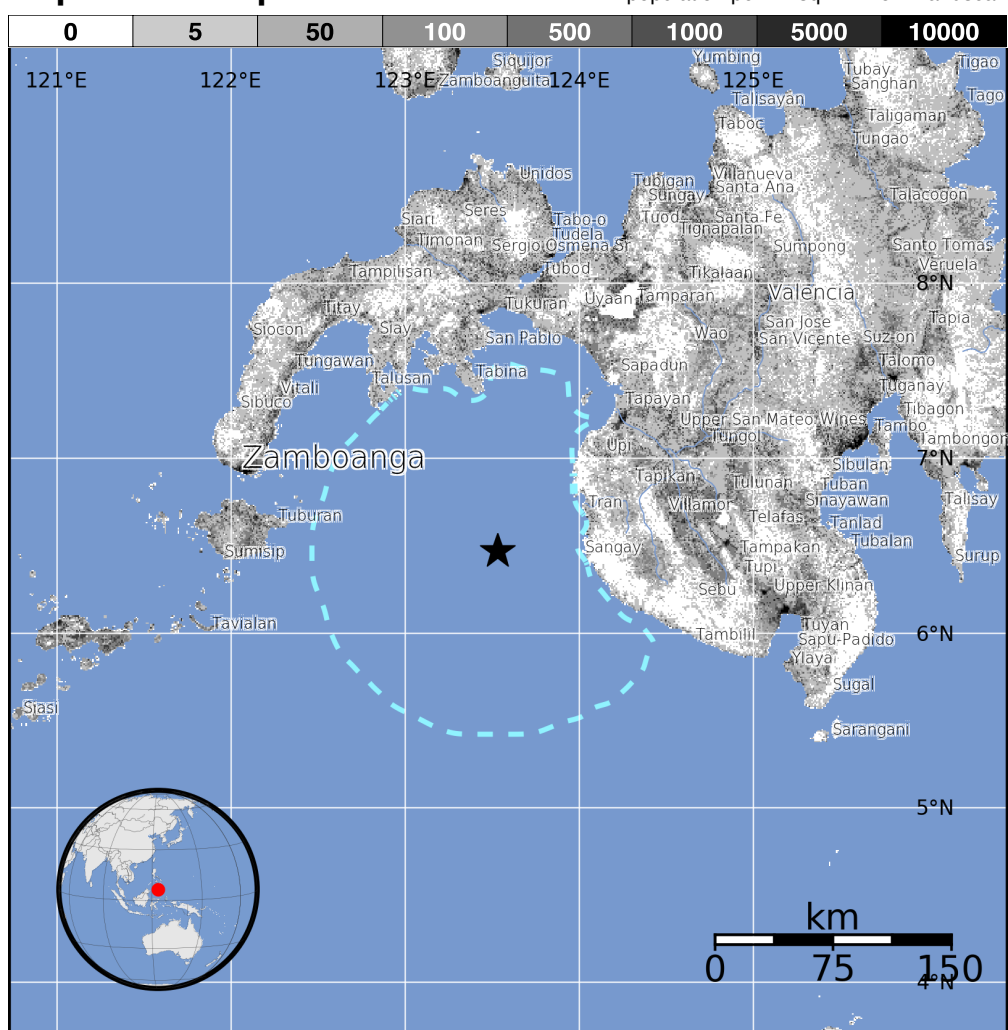 0 5 50 100 500 1000 5000 10000
Siquijor
Yumbing
Tubay
Tigao
121°E 122°E 123°E Zamboanguita 124°E 125°E
Sanghan
Talisayan
Tago
Taboc
Taligaman
Tungao
Unidos
Tubigan
Villanueva
Sungay
Santa Ana
Talacogon
Siari
Seres
Tabo-o
Tuod
Santa Fe
Tignapalan
Timonan
Tudela
Sergio Osmena Sr
Sumpong
Santo Tomas
Tampilisan
Tubod
Tikalaan
Veruela
8°N
Titay
Tukuran
Uyaan
Tamparan
Valencia
Siocon
Slay
San Pablo
Wao
San Jose
San Vicente
Suz-on
Tapia
Tungawan
Talusan
Tabina
Sapadun
Talomo
Vitali
Tuganay
Sibuco
Tapayan
Tibagon
Upper San Mateo
Wines
Tambo
Tungol
Tambongon
Zamboanga
Upi
7°N
Sibulan
Tapikan
Tulunan
Tuban
Tran
Villamor
Sinayawan
Talisay
Tuburan
Telafas
Tanlad
Sumisip
Sangay
Tampakan
Tubalan
Tupi
Surup
Sebu
Upper Klinan
Tavialan
Tambilil
Tuyan
6°N
Sapu-Padido
Ylaya
Siasi
Sugal
Sarangani
5°N
km
0 75 150
4°N